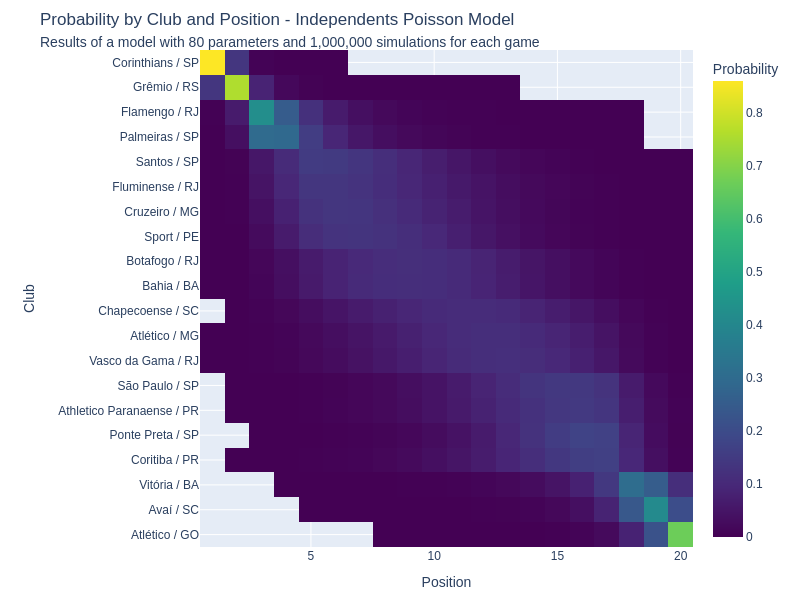 Probability by Club and Position - Independents Poisson Model
Results of a model with 80 parameters and 1,000,000 simulations for each game
Probability
Club
Corinthians / SP
Grêmio / RS
Flamengo / RJ
Palmeiras / SP
Santos / SP
Fluminense / RJ
Cruzeiro / MG
Sport / PE
Botafogo / RJ
Bahia / BA
Chapecoense / SC
Atlético / MG
Vasco da Gama / RJ
São Paulo / SP
Athletico Paranaense / PR
Ponte Preta / SP
Coritiba / PR
Vitória / BA
Avaí / SC
Atlético / GO
0.8
0.7
0.6
0.5
0.4
0.3
0.2
0.1
0
5 10 15 20
Position